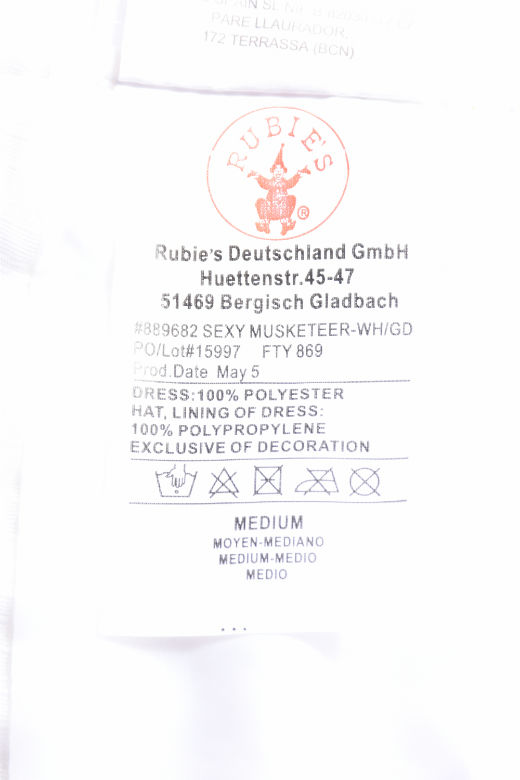 PARE LLAURADOR,
172 TERRASSA (BCN)
RUBIE'S
®
Rubie's Deutschland GmbH
Huettenstr.45-47
51469 Bergisch Gladbach
#889682 SEXY MUSKETEER-WH/GD
PO/Lot#15997 FTY 869
Prod.Date May 5
DRESS:100% POLYESTER
HAT, LINING OF DRESS:
100% POLYPROPYLENE
EXCLUSIVE OF DECORATION
MEDIUM
MOYEN-MEDIANO
MEDIUM-MEDIO
MEDIO
...